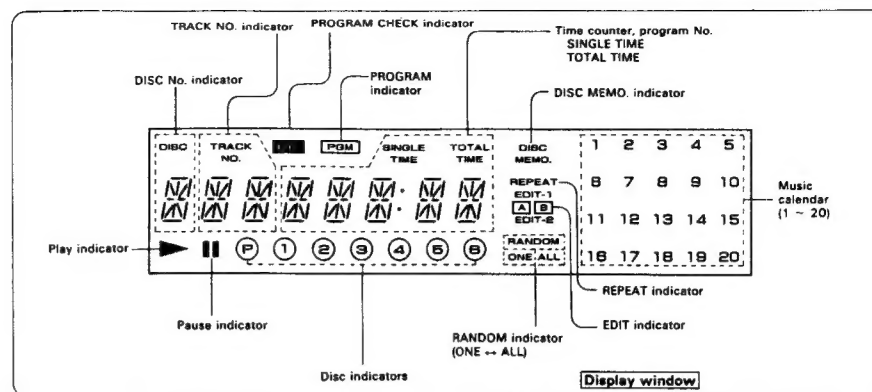 TRACK NO. indicator
PROGRAM CHECK indicator
Time counter, program No.
SINGLE TIME
TOTAL TIME
DISC No. indicator
PROGRAM
indicator
DISC MEMO. indicator
DISC
TRACK
NO.
PGM
SINGLE
TIME
TOTAL
TIME
DISC
MEMO.
REPEAT
EDIT-1
A B
EDIT-2
RANDOM
ONE ALL
1 2 3 4 5
6 7 8 9 10
11 12 13 14 15
16 17 18 19 20
Music
calendar
(1 ~ 20)
Play indicator
P 1 2 3 4 5 6
Pause indicator
Disc indicators
RANDOM indicator
(ONE ↔ ALL)
REPEAT indicator
EDIT indicator
Display window